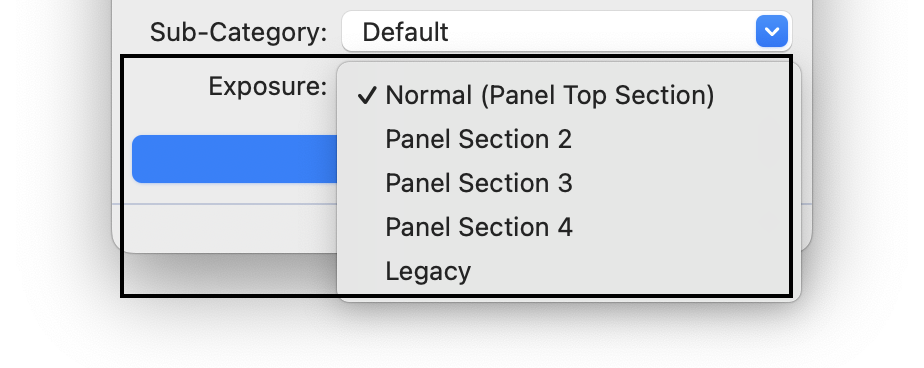 Sub-Category: Default
Exposure:
✓ Normal (Panel Top Section)
Panel Section 2
Panel Section 3
Panel Section 4
Legacy